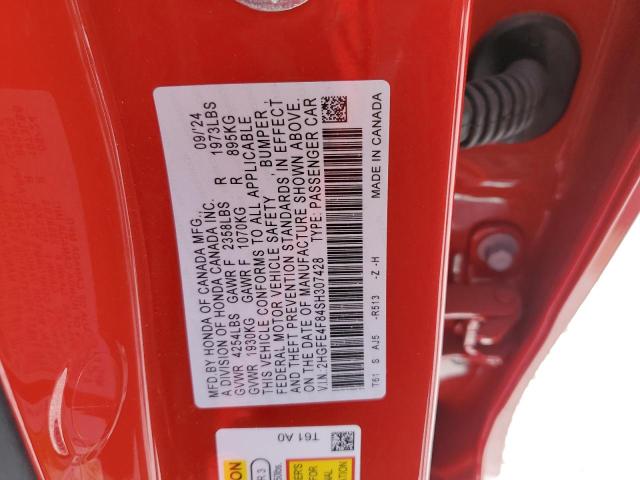 MFD. BY HONDA OF CANADA MFG., 09/24
A DIVISION OF HONDA CANADA INC.
GVWR 4254LBS GAWR F 2358LBS R 1973LBS
GVWR 1930KG GAWR F 1070KG R 895KG
THIS VEHICLE CONFORMS TO ALL APPLICABLE
FEDERAL MOTOR VEHICLE SAFETY , BUMPER ,
AND THEFT PREVENTION STANDARDS IN EFFECT
ON THE DATE OF MANUFACTURE SHOWN ABOVE.
V.I.N.: 2HGFE4F84SH307428 TYPE: PASSENGER CAR
T61 S AJ5 -R513 -Z -H MADE IN CANADA
T61A0